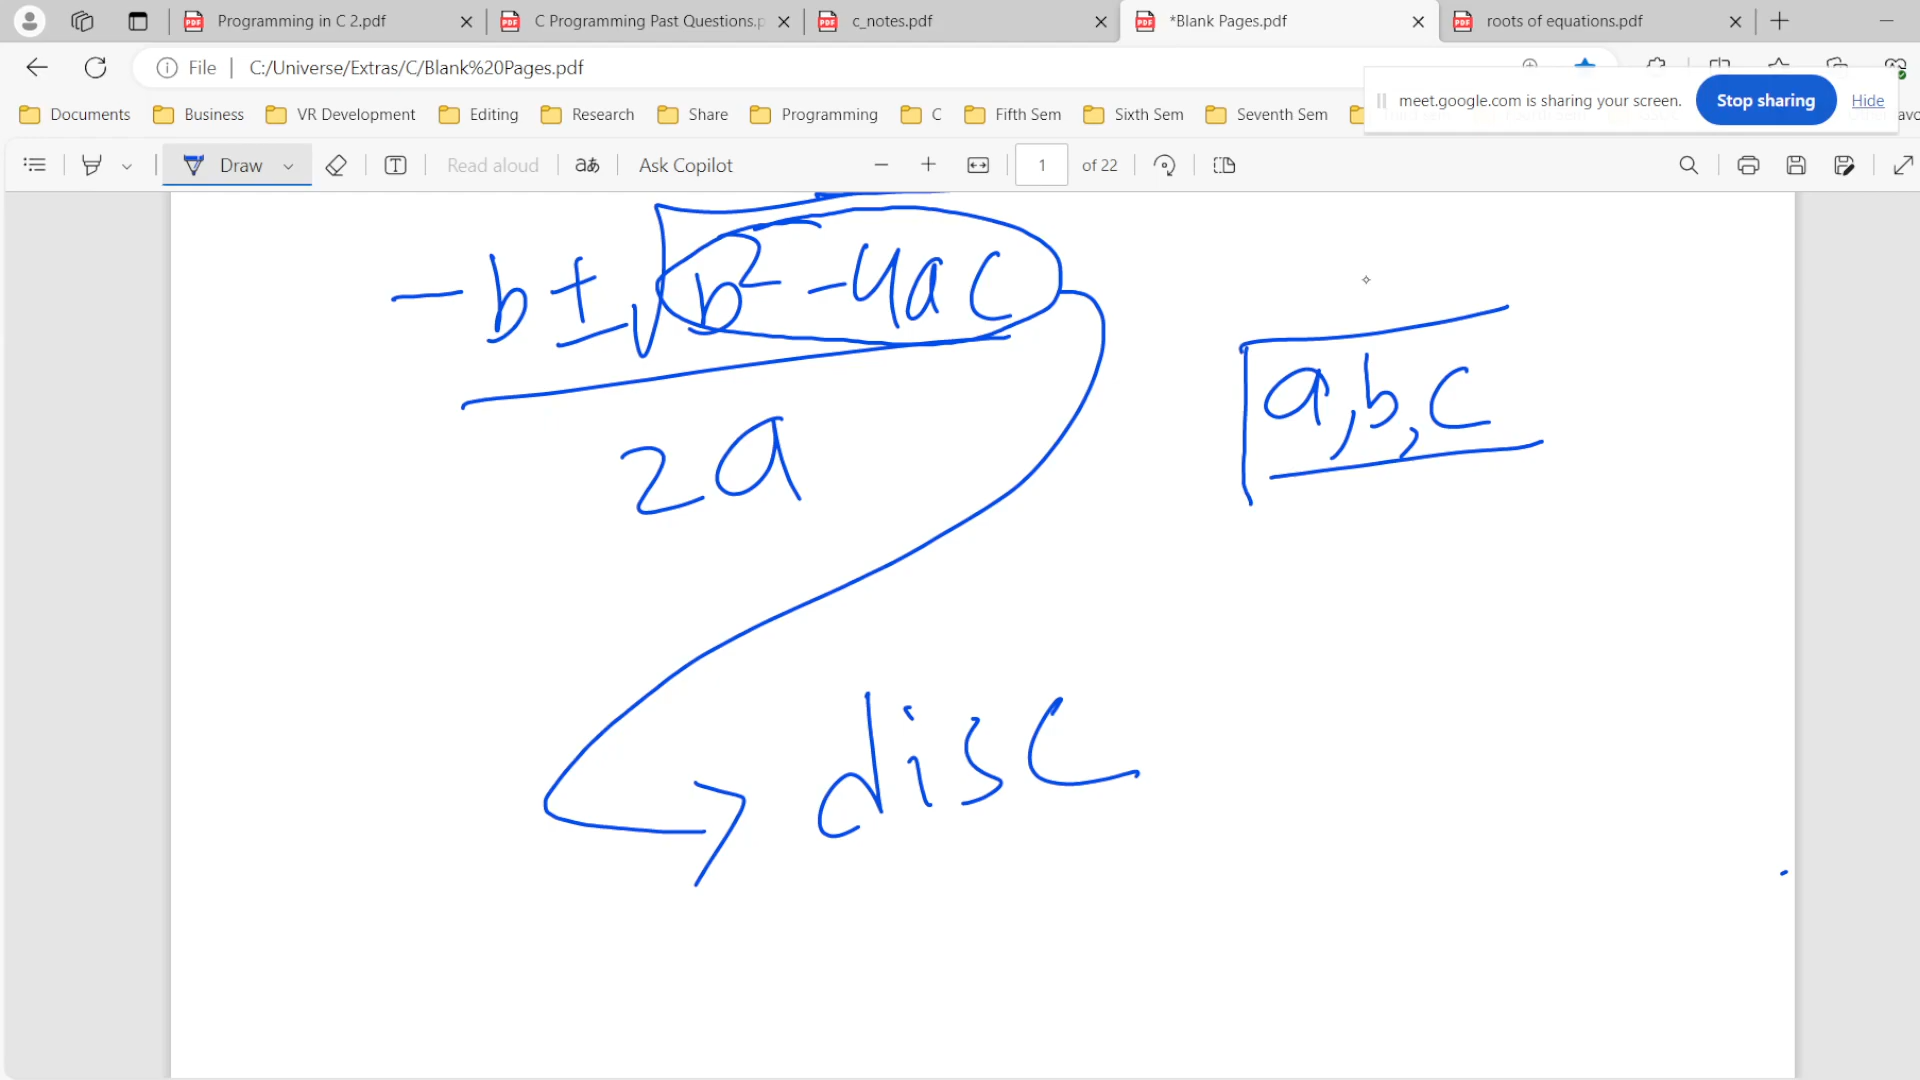 Programming in C 2.pdf
C Programming Past Questions.p
c_notes.pdf
*Blank Pages.pdf
roots of equations.pdf
File | C:/Universe/Extras/C/Blank%20Pages.pdf
meet.google.com is sharing your screen. Stop sharing Hide
Documents Business VR Development Editing Research Share Programming C Fifth Sem Sixth Sem Seventh Sem
Draw Read aloud aあ Ask Copilot 1 of 22
-b ± √b² - 4ac
2a
a, b, c
disc